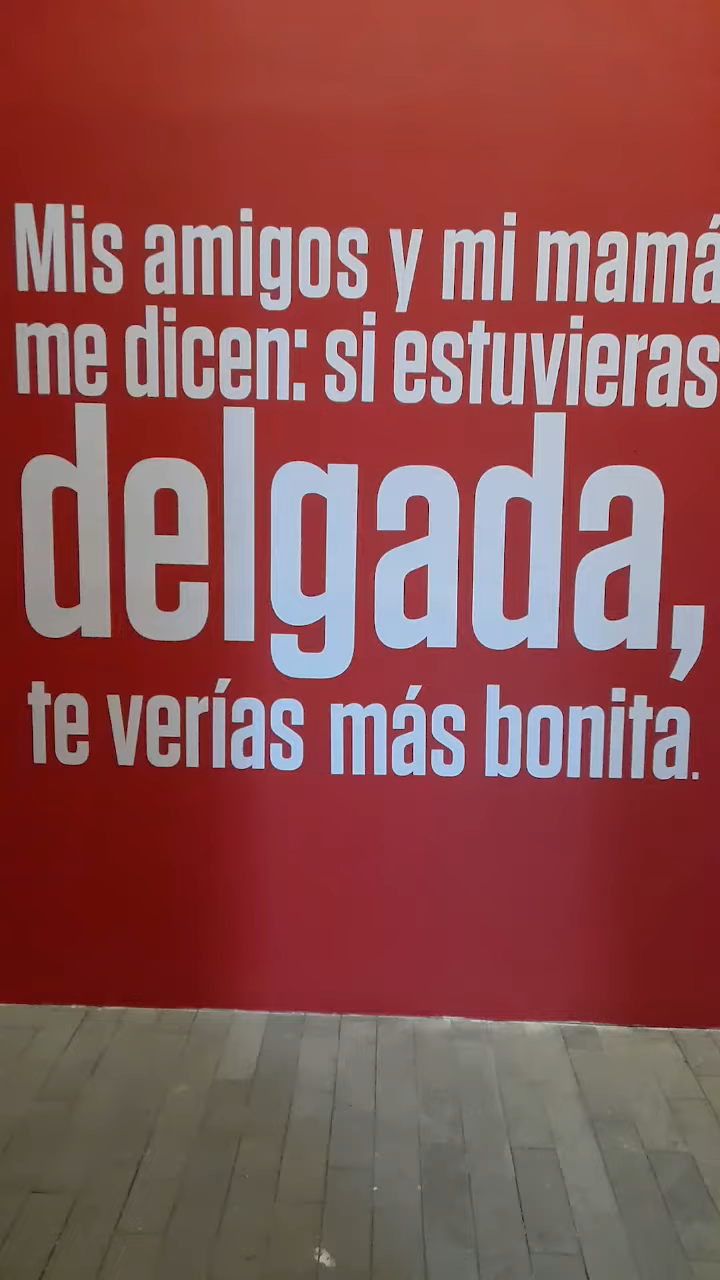 Mis amigos y mi mamá
me dicen: si estuvieras
delgada,
te verías más bonita.